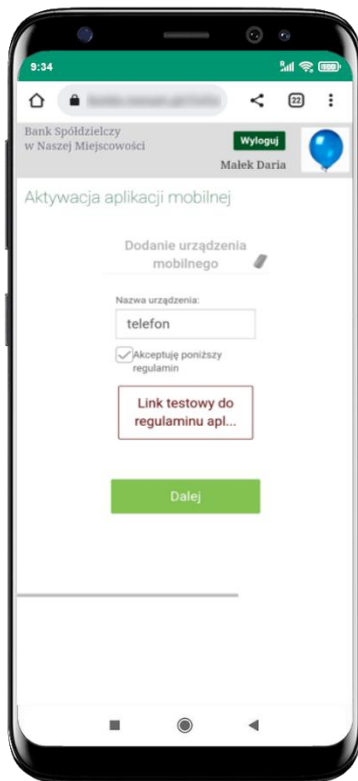 9:34
22
Bank Spółdzielczy
w Naszej Miejscowości
Wyloguj
Małek Daria
Aktywacja aplikacji mobilnej
Dodanie urządzenia
mobilnego
Nazwa urządzenia:
telefon
Akceptuję poniższy
regulamin
Link testowy do
regulaminu apl...
Dalej